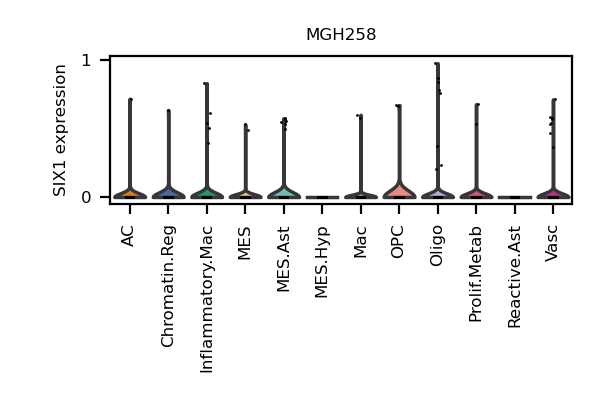 MGH258
SIX1 expression
1
0
AC
Chromatin.Reg
Inflammatory.Mac
MES
MES.Ast
MES.Hyp
Mac
OPC
Oligo
Prolif.Metab
Reactive.Ast
Vasc